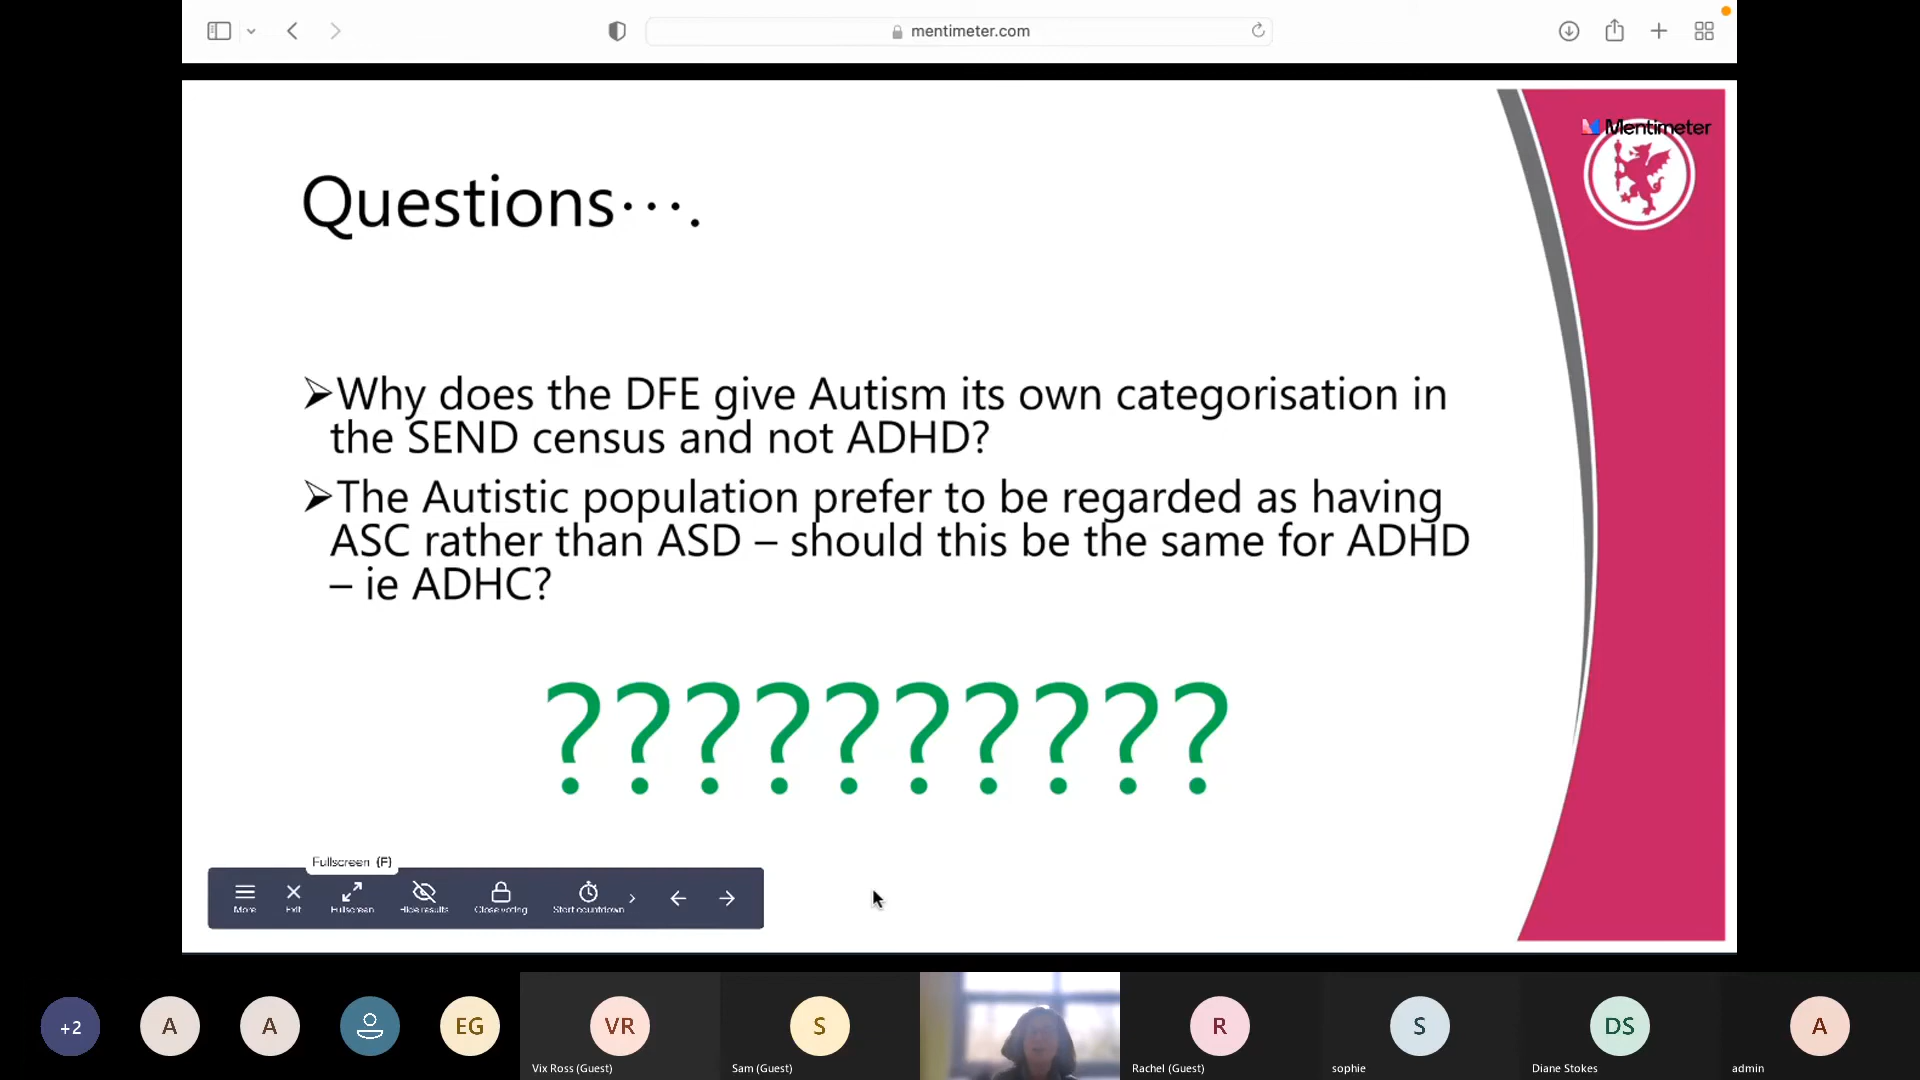 mentimeter.com
Mentimeter
Questions….
➤Why does the DFE give Autism its own categorisation in
the SEND census and not ADHD?
➤The Autistic population prefer to be regarded as having
ASC rather than ASD – should this be the same for ADHD
– ie ADHC?
??????????
Fullscreen (F)
More Exit Fullscreen Hide results Close voting Start countdown
+2 A A EG VR S R S DS A
Vix Ross (Guest) Sam (Guest) Rachel (Guest) sophie Diane Stokes admin